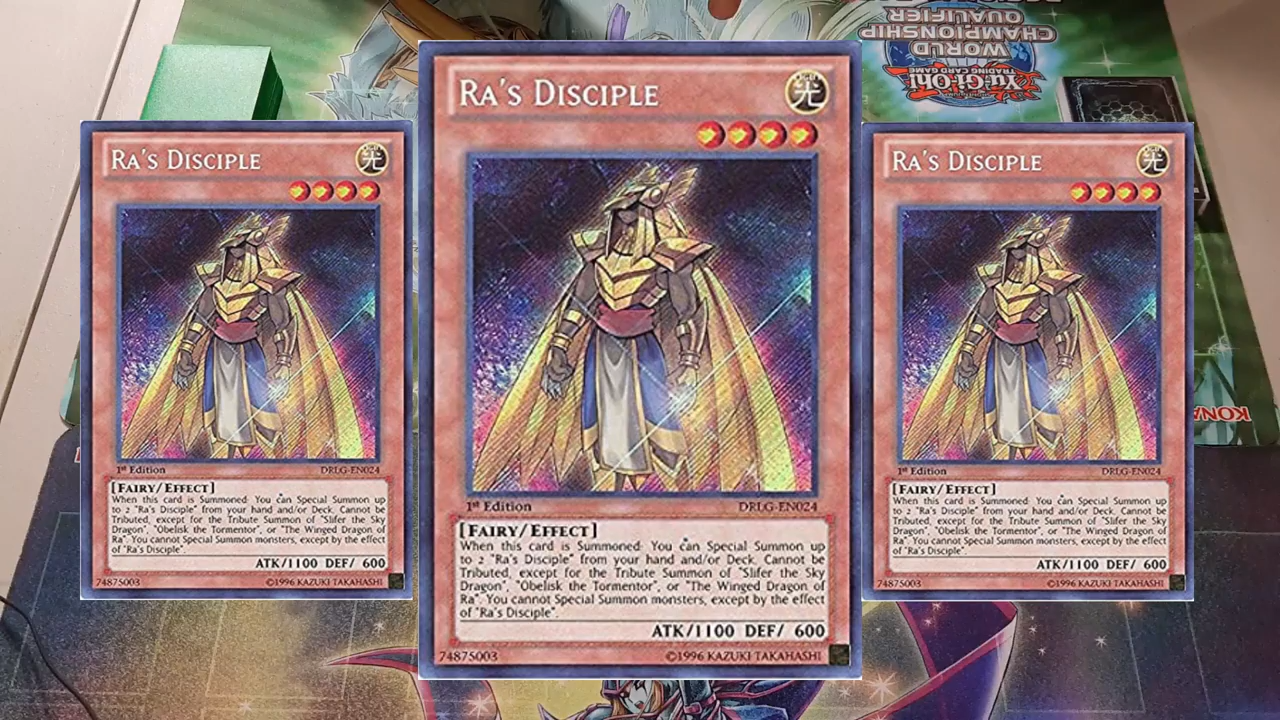 Yu-Gi-Oh!
TRADING CARD GAME
WORLD
CHAMPIONSHIP
QUALIFIER
RA'S DISCIPLE
光
1st Edition
DRLG-EN024
[FAIRY/EFFECT]
When this card is Summoned: You can Special Summon up
to 2 "Ra's Disciple" from your hand and/or Deck. Cannot be
Tributed, except for the Tribute Summon of "Slifer the Sky
Dragon", "Obelisk the Tormentor", or "The Winged Dragon of
Ra". You cannot Special Summon monsters, except by the effect
of "Ra's Disciple".
ATK/1100 DEF/ 600
74875003 ©1996 KAZUKI TAKAHASHI
RA'S DISCIPLE
光
1st Edition
DRLG-EN024
[FAIRY/EFFECT]
When this card is Summoned: You can Special Summon up
to 2 "Ra's Disciple" from your hand and/or Deck. Cannot be
Tributed, except for the Tribute Summon of "Slifer the Sky
Dragon", "Obelisk the Tormentor", or "The Winged Dragon of
Ra". You cannot Special Summon monsters, except by the effect
of "Ra's Disciple".
ATK/1100 DEF/ 600
74875003 ©1996 KAZUKI TAKAHASHI
RA'S DISCIPLE
光
1st Edition
DRLG-EN024
[FAIRY/EFFECT]
When this card is Summoned: You can Special Summon up
to 2 "Ra's Disciple" from your hand and/or Deck. Cannot be
Tributed, except for the Tribute Summon of "Slifer the Sky
Dragon", "Obelisk the Tormentor", or "The Winged Dragon of
Ra". You cannot Special Summon monsters, except by the effect
of "Ra's Disciple".
ATK/1100 DEF/ 600
74875003 ©1996 KAZUKI TAKAHASHI
KONA